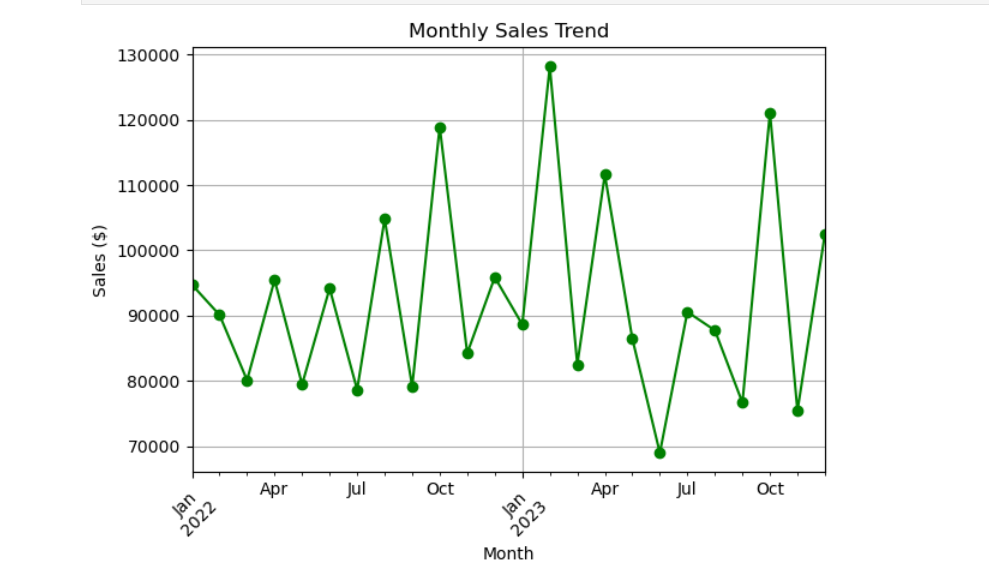 Monthly Sales Trend
130000
120000
110000
100000
90000
80000
70000
Sales ($)
Jan
2022
Apr
Jul
Oct
Jan
2023
Apr
Jul
Oct
Month